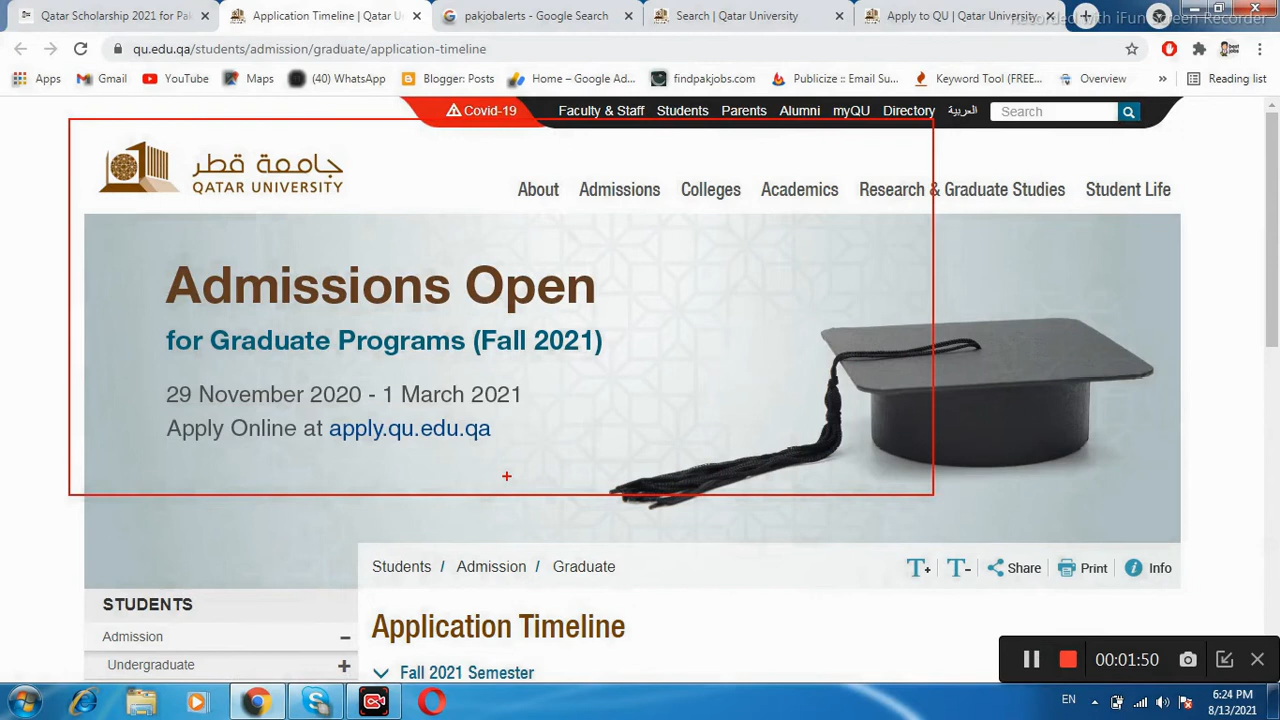 Qatar Scholarship 2021 for Pa
Application Timeline | Qatar U
pakjobalerts - Google Search
Search | Qatar University
Apply to QU | Qatar University
Recorded with iFun Screen Recorder
qu.edu.qa/students/admission/graduate/application-timeline
Apps
Gmail
YouTube
Maps
(40) WhatsApp
Blogger: Posts
Home – Google Ad...
findpakjobs.com
Publicize :: Email Su...
Keyword Tool (FREE...
Overview
»
Reading list
Covid-19
Faculty & Staff
Students
Parents
Alumni
myQU
Directory
العربية
Search
جامعة قطر
QATAR UNIVERSITY
About
Admissions
Colleges
Academics
Research & Graduate Studies
Student Life
Admissions Open
for Graduate Programs (Fall 2021)
29 November 2020 - 1 March 2021
Apply Online at apply.qu.edu.qa
Students / Admission / Graduate
T+
T-
Share
Print
Info
STUDENTS
Admission
Undergraduate
Application Timeline
Fall 2021 Semester
00:01:50
EN
6:24 PM
8/13/2021